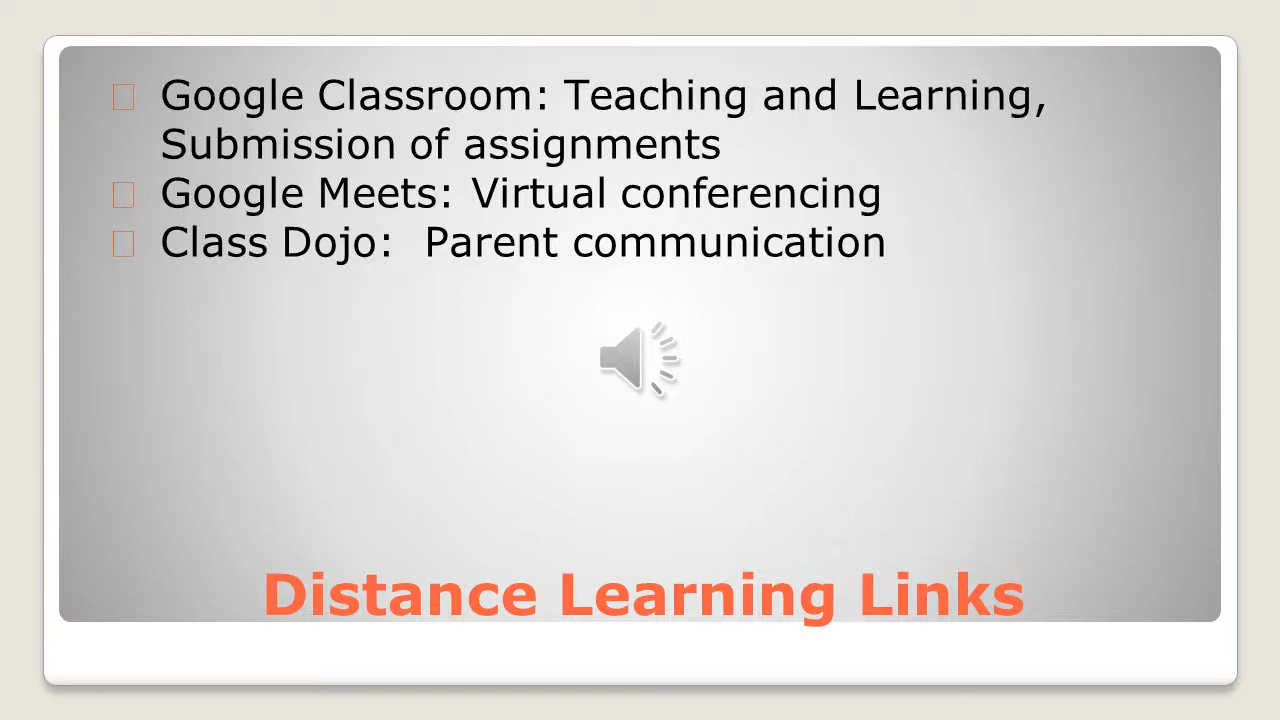 Google Classroom: Teaching and Learning,
Submission of assignments
Google Meets: Virtual conferencing
Class Dojo: Parent communication
Distance Learning Links